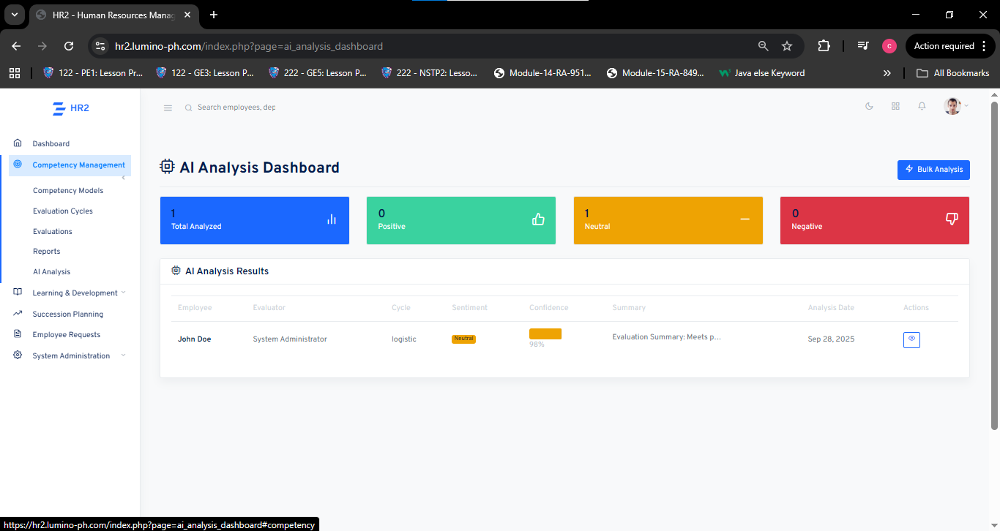 HR2 - Human Resources Manag
hr2.lumino-ph.com/index.php?page=ai_analysis_dashboard
C
Action required
122 - PE1: Lesson Pr...
122 - GE3: Lesson P...
222 - GE5: Lesson P...
222 - NSTP2: Lesso...
Module-14-RA-951...
Module-15-RA-849...
Java else Keyword
All Bookmarks
HR2
Search employees, dep
Dashboard
Competency Management
Competency Models
Evaluation Cycles
Evaluations
Reports
AI Analysis
Learning & Development
Succession Planning
Employee Requests
System Administration
AI Analysis Dashboard
Bulk Analysis
1
Total Analyzed
0
Positive
1
Neutral
0
Negative
AI Analysis Results
Employee Evaluator Cycle Sentiment Confidence Summary Analysis Date Actions
John Doe System Administrator logistic Neutral 98% Evaluation Summary: Meets p... Sep 28, 2025
https://hr2.lumino-ph.com/index.php?page=ai_analysis_dashboard#competency